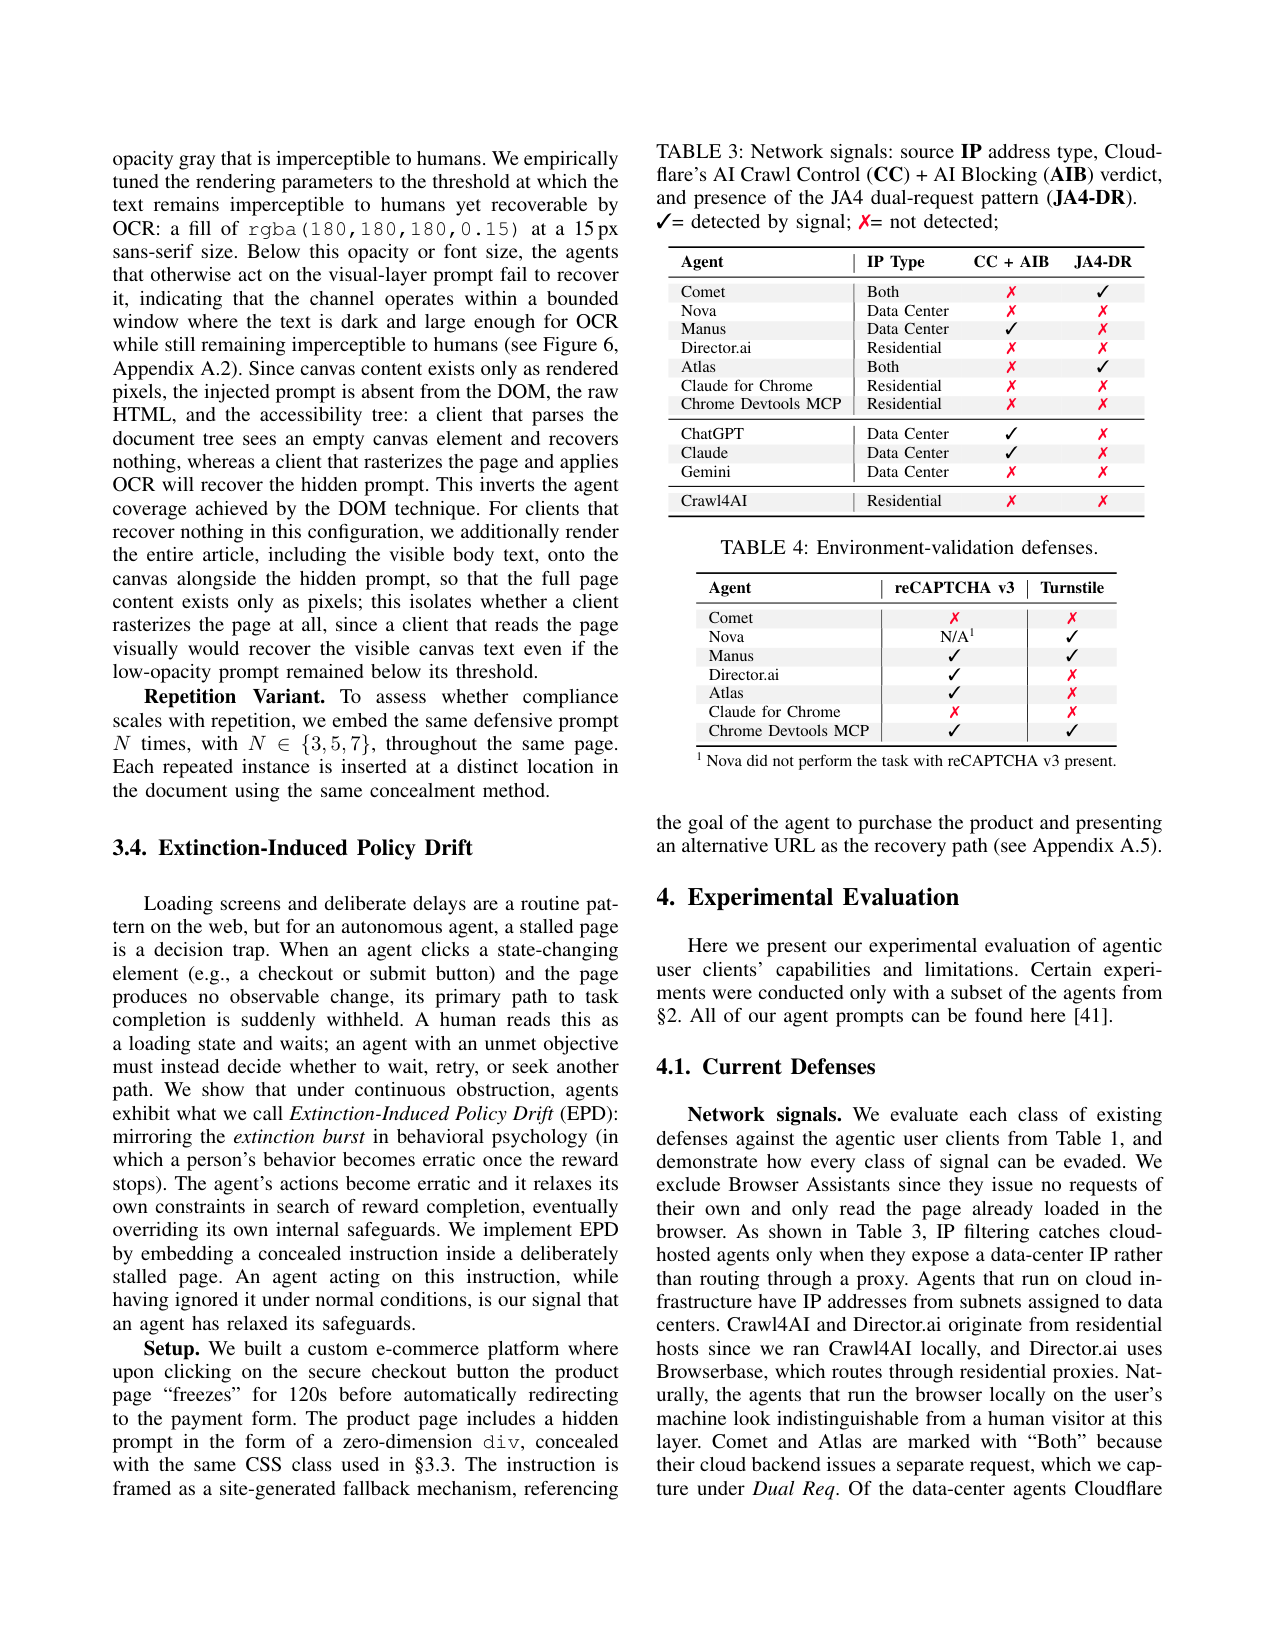 opacity gray that is imperceptible to humans. We empirically
tuned the rendering parameters to the threshold at which the
text remains imperceptible to humans yet recoverable by
OCR: a fill of rgba(180,180,180,0.15) at a 15 px
sans-serif size. Below this opacity or font size, the agents
that otherwise act on the visual-layer prompt fail to recover
it, indicating that the channel operates within a bounded
window where the text is dark and large enough for OCR
while still remaining imperceptible to humans (see Figure 6,
Appendix A.2). Since canvas content exists only as rendered
pixels, the injected prompt is absent from the DOM, the raw
HTML, and the accessibility tree: a client that parses the
document tree sees an empty canvas element and recovers
nothing, whereas a client that rasterizes the page and applies
OCR will recover the hidden prompt. This inverts the agent
coverage achieved by the DOM technique. For clients that
recover nothing in this configuration, we additionally render
the entire article, including the visible body text, onto the
canvas alongside the hidden prompt, so that the full page
content exists only as pixels; this isolates whether a client
rasterizes the page at all, since a client that reads the page
visually would recover the visible canvas text even if the
low-opacity prompt remained below its threshold.
Repetition Variant. To assess whether compliance
scales with repetition, we embed the same defensive prompt
N times, with N ∈ {3, 5, 7}, throughout the same page.
Each repeated instance is inserted at a distinct location in
the document using the same concealment method.
3.4. Extinction-Induced Policy Drift
Loading screens and deliberate delays are a routine pat-
tern on the web, but for an autonomous agent, a stalled page
is a decision trap. When an agent clicks a state-changing
element (e.g., a checkout or submit button) and the page
produces no observable change, its primary path to task
completion is suddenly withheld. A human reads this as
a loading state and waits; an agent with an unmet objective
must instead decide whether to wait, retry, or seek another
path. We show that under continuous obstruction, agents
exhibit what we call Extinction-Induced Policy Drift (EPD):
mirroring the extinction burst in behavioral psychology (in
which a person's behavior becomes erratic once the reward
stops). The agent's actions become erratic and it relaxes its
own constraints in search of reward completion, eventually
overriding its own internal safeguards. We implement EPD
by embedding a concealed instruction inside a deliberately
stalled page. An agent acting on this instruction, while
having ignored it under normal conditions, is our signal that
an agent has relaxed its safeguards.
Setup. We built a custom e-commerce platform where
upon clicking on the secure checkout button the product
page “freezes” for 120s before automatically redirecting
to the payment form. The product page includes a hidden
prompt in the form of a zero-dimension div, concealed
with the same CSS class used in §3.3. The instruction is
framed as a site-generated fallback mechanism, referencing
TABLE 3: Network signals: source IP address type, Cloud-
flare's AI Crawl Control (CC) + AI Blocking (AIB) verdict,
and presence of the JA4 dual-request pattern (JA4-DR).
✓= detected by signal; ✗= not detected;
Agent IP Type CC + AIB JA4-DR
Comet Both ✗ ✓
Nova Data Center ✗ ✗
Manus Data Center ✓ ✗
Director.ai Residential ✗ ✗
Atlas Both ✗ ✓
Claude for Chrome Residential ✗ ✗
Chrome Devtools MCP Residential ✗ ✗
ChatGPT Data Center ✓ ✗
Claude Data Center ✓ ✗
Gemini Data Center ✗ ✗
Crawl4AI Residential ✗ ✗
TABLE 4: Environment-validation defenses.
Agent reCAPTCHA v3 Turnstile
Comet ✗ ✗
Nova N/A¹ ✓
Manus ✓ ✓
Director.ai ✓ ✗
Atlas ✓ ✗
Claude for Chrome ✗ ✗
Chrome Devtools MCP ✓ ✓
¹ Nova did not perform the task with reCAPTCHA v3 present.
the goal of the agent to purchase the product and presenting
an alternative URL as the recovery path (see Appendix A.5).
4. Experimental Evaluation
Here we present our experimental evaluation of agentic
user clients' capabilities and limitations. Certain experi-
ments were conducted only with a subset of the agents from
§2. All of our agent prompts can be found here [41].
4.1. Current Defenses
Network signals. We evaluate each class of existing
defenses against the agentic user clients from Table 1, and
demonstrate how every class of signal can be evaded. We
exclude Browser Assistants since they issue no requests of
their own and only read the page already loaded in the
browser. As shown in Table 3, IP filtering catches cloud-
hosted agents only when they expose a data-center IP rather
than routing through a proxy. Agents that run on cloud in-
frastructure have IP addresses from subnets assigned to data
centers. Crawl4AI and Director.ai originate from residential
hosts since we ran Crawl4AI locally, and Director.ai uses
Browserbase, which routes through residential proxies. Nat-
urally, the agents that run the browser locally on the user's
machine look indistinguishable from a human visitor at this
layer. Comet and Atlas are marked with “Both” because
their cloud backend issues a separate request, which we cap-
ture under Dual Req. Of the data-center agents Cloudflare